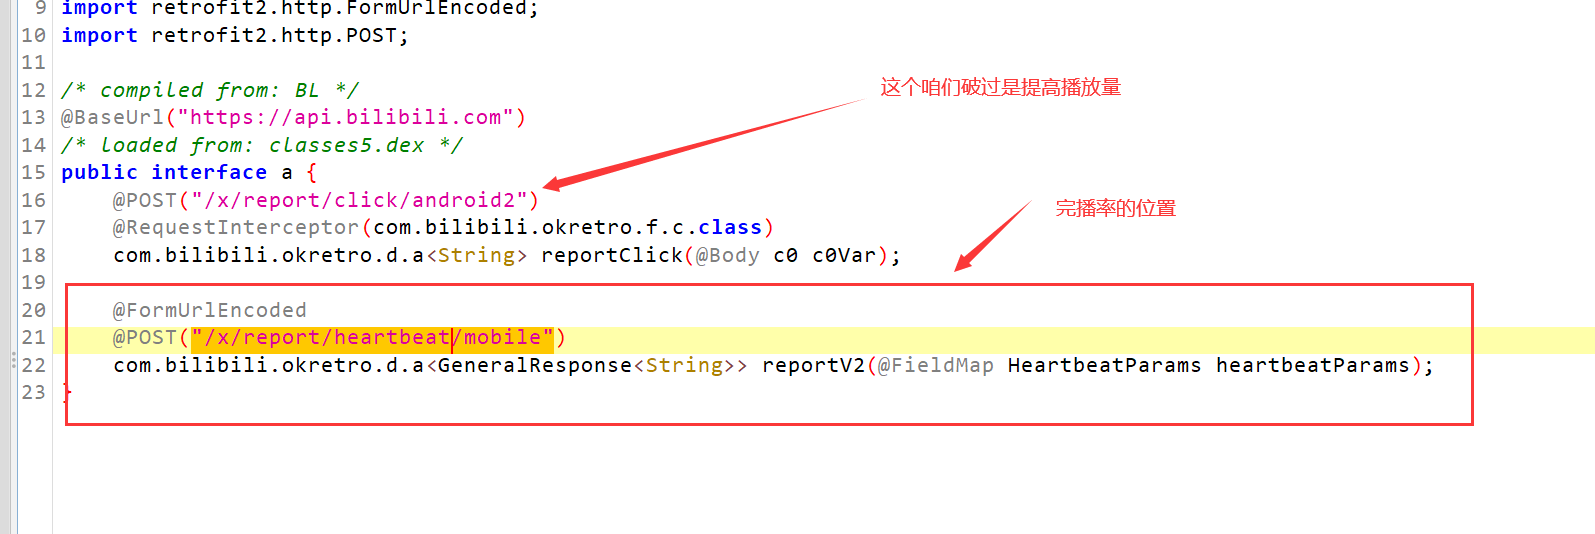 9 import retrofit2.http.FormUrlEncoded;
10 import retrofit2.http.POST;
11
12 /* compiled from: BL */
这个咱们破过是提高播放量
13 @BaseUrl("https://api.bilibili.com")
14 /* loaded from: classes5.dex */
15 public interface a {
16 @POST("/x/report/click/android2")
完播率的位置
17 @RequestInterceptor(com.bilibili.okretro.f.c.class)
18 com.bilibili.okretro.d.a<String> reportClick(@Body c0 c0Var);
19
20 @FormUrlEncoded
21 @POST("/x/report/heartbeat/mobile")
22 com.bilibili.okretro.d.a<GeneralResponse<String>> reportV2(@FieldMap HeartbeatParams heartbeatParams);
23 }